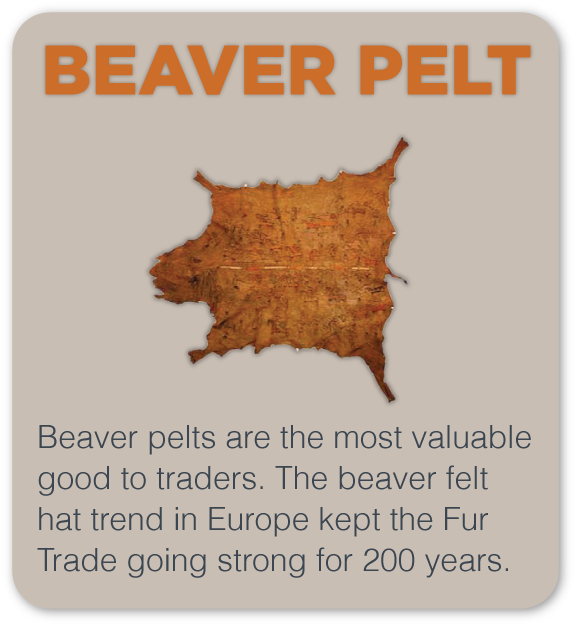 BEAVER PELT
Beaver pelts are the most valuable
good to traders. The beaver felt
hat trend in Europe kept the Fur
Trade going strong for 200 years.